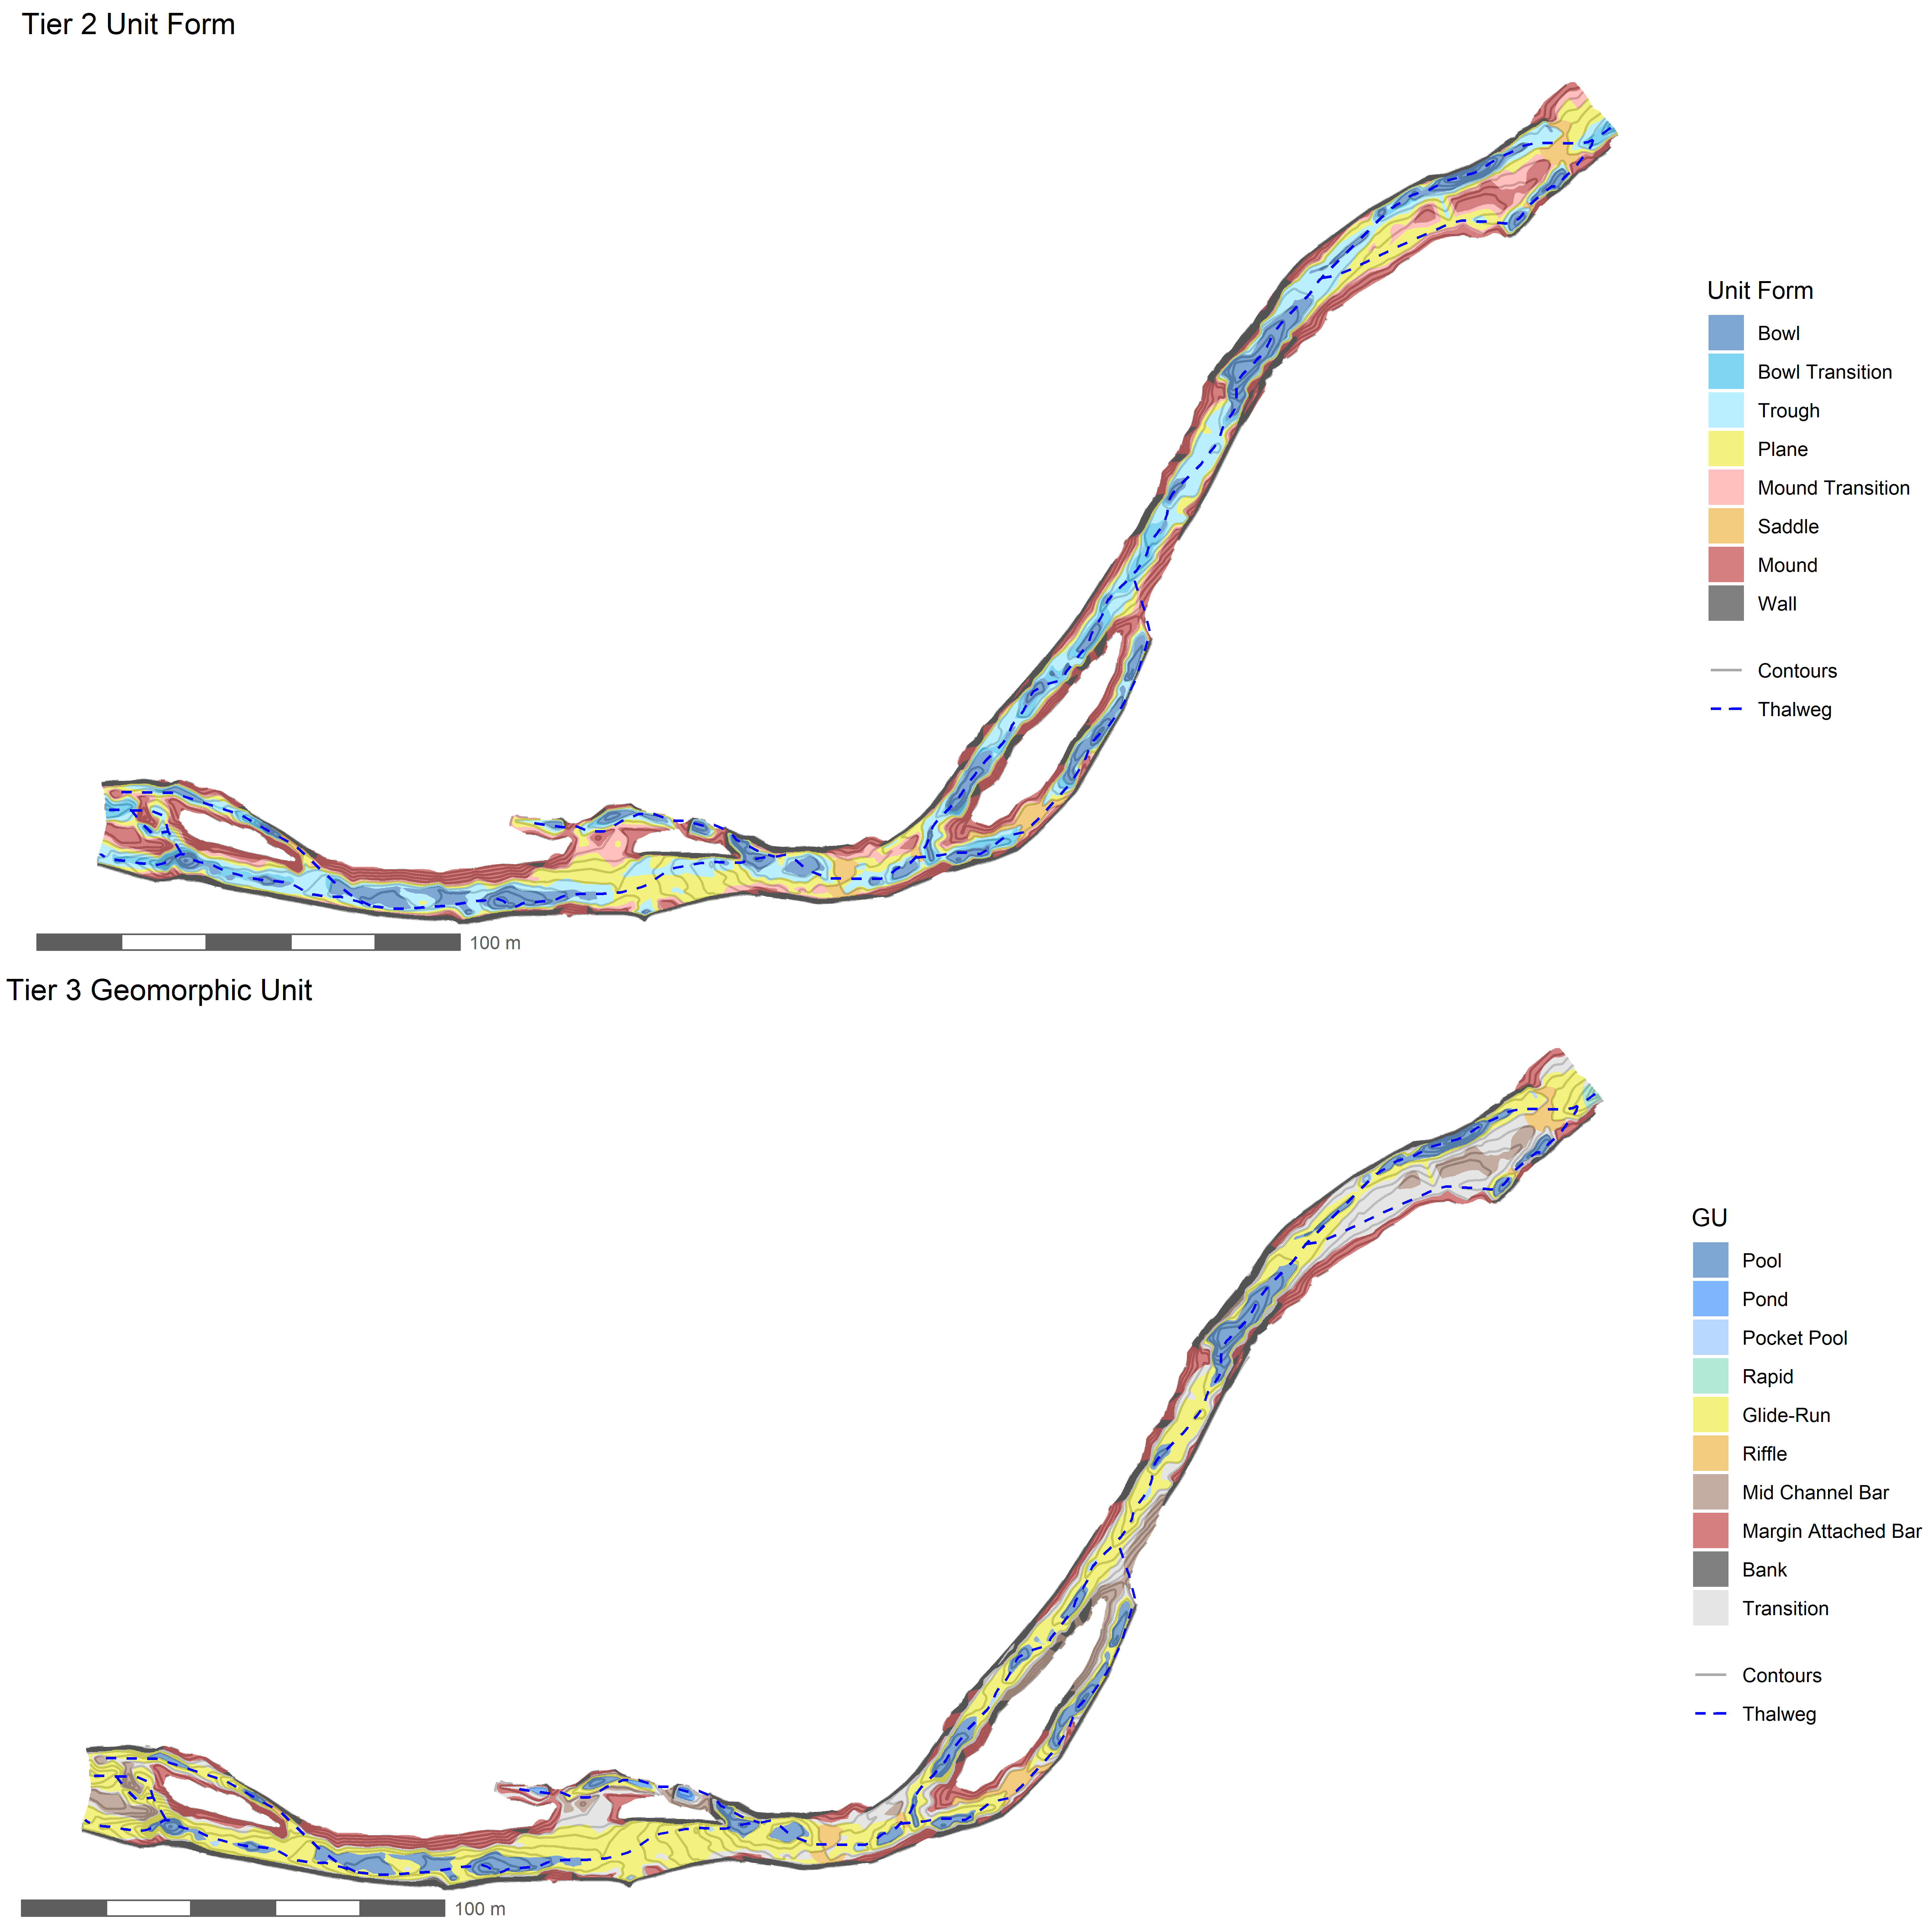 Tier 2 Unit Form
Unit Form
Bowl
Bowl Transition
Trough
Plane
Mound Transition
Saddle
Mound
Wall
Contours
Thalweg
100 m
Tier 3 Geomorphic Unit
GU
Pool
Pond
Pocket Pool
Rapid
Glide-Run
Riffle
Mid Channel Bar
Margin Attached Bar
Bank
Transition
Contours
Thalweg
100 m